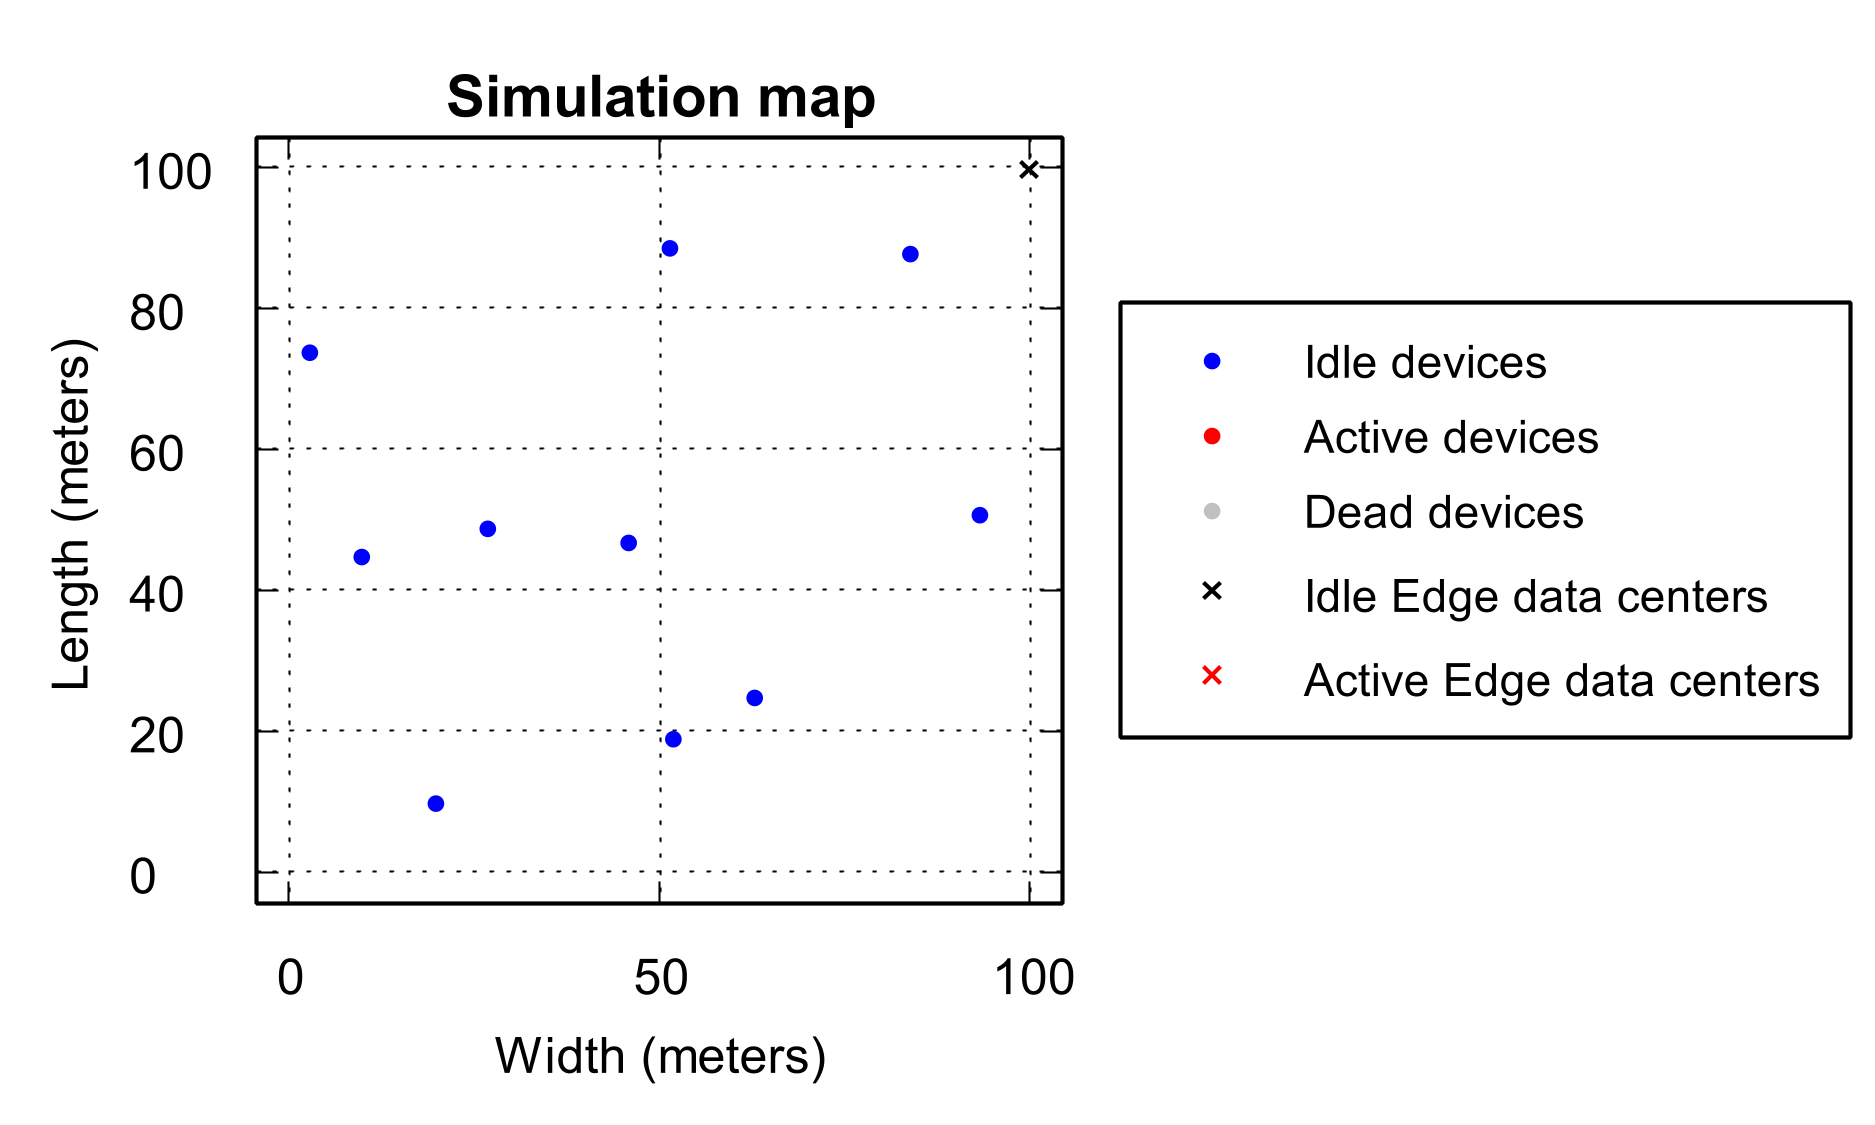 Simulation map
100
80
60
40
20
0
Length (meters)
0 50 100
Width (meters)
Idle devices
Active devices
Dead devices
Idle Edge data centers
Active Edge data centers